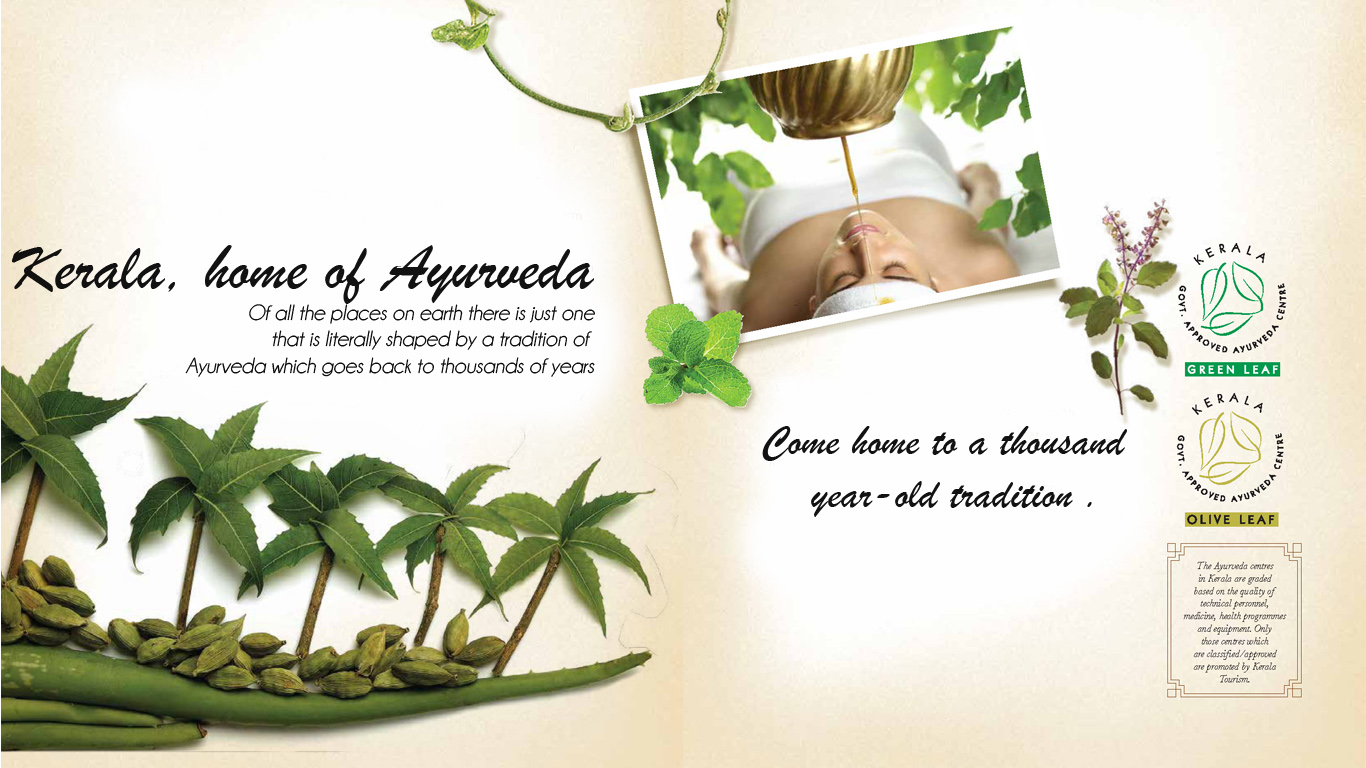 Kerala, home of Ayurveda
Of all the places on earth there is just one
that is literally shaped by a tradition of
Ayurveda which goes back to thousands of years
Come home to a thousand
year-old tradition .
KERALA
GOVT. APPROVED AYURVEDA CENTRE
GREEN LEAF
KERALA
GOVT. APPROVED AYURVEDA CENTRE
OLIVE LEAF
The Ayurveda centres
in Kerala are graded
based on the quality of
technical personnel,
medicine, health programmes
and equipment. Only
those centres which
are classified/approved
are promoted by Kerala
Tourism.